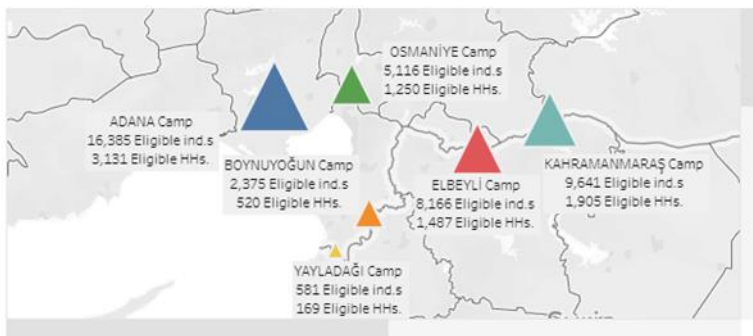 OSMANİYE Camp
5,116 Eligible ind.s
1,250 Eligible HHs.
ADANA Camp
16,385 Eligible ind.s
3,131 Eligible HHs.
BOYNUYOĞUN Camp
2,375 Eligible ind.s
520 Eligible HHs.
ELBEYLİ Camp
8,166 Eligible ind.s
1,487 Eligible HHs.
KAHRAMANMARAŞ Camp
9,641 Eligible ind.s
1,905 Eligible HHs.
YAYLADAĞI Camp
581 Eligible ind.s
169 Eligible HHs.